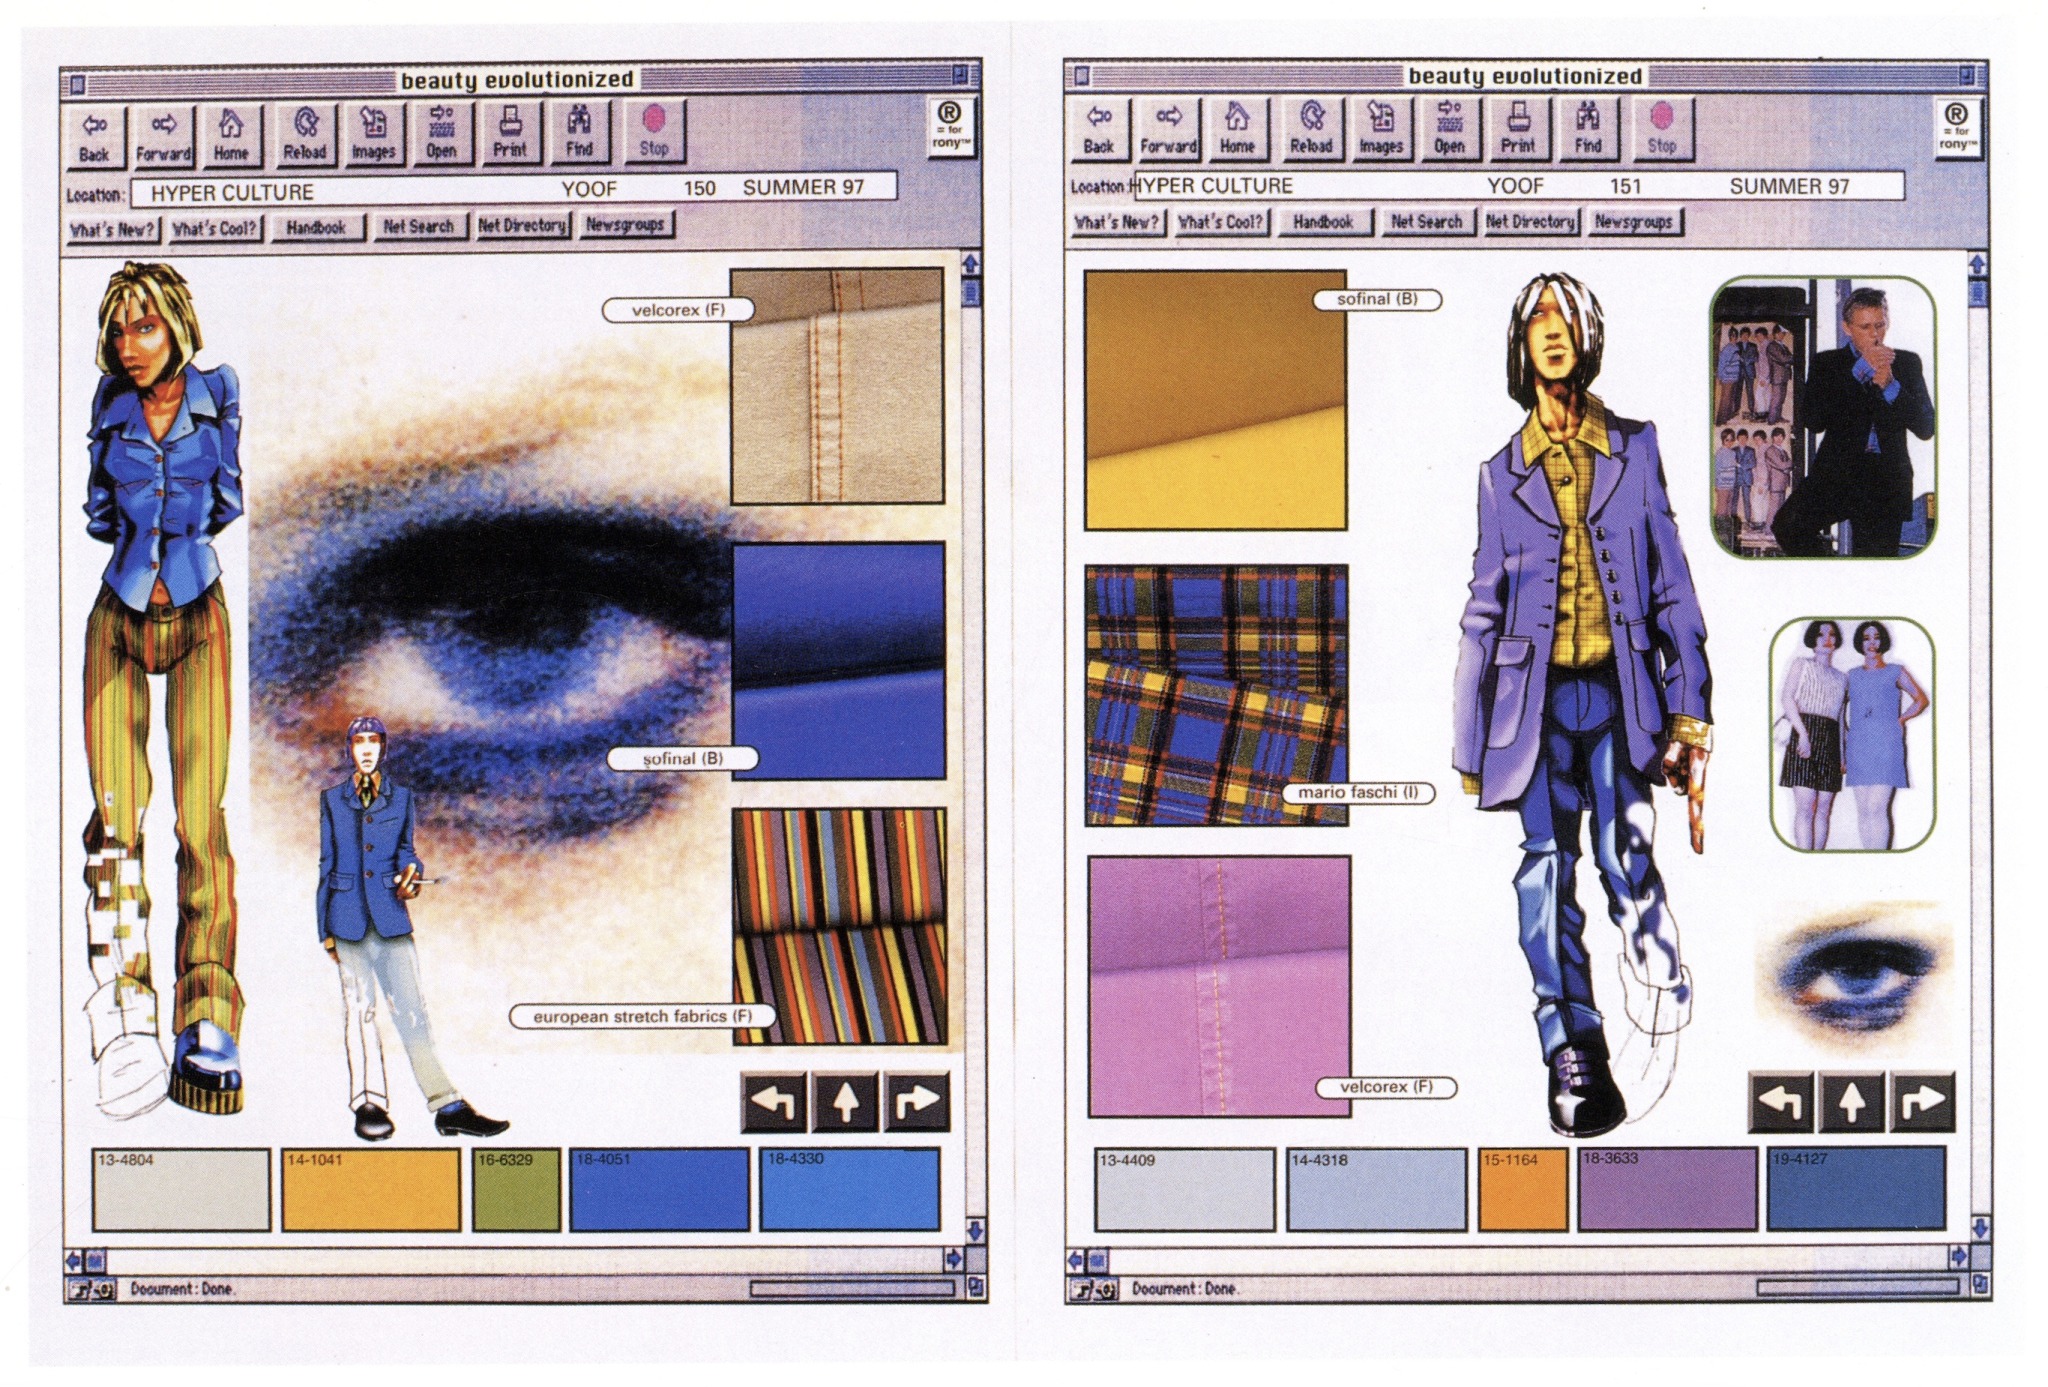 beauty evolutionized
Back Forward Home Reload Images Open Print Find Stop
® = for rony™
Location: HYPER CULTURE YOOF 150 SUMMER 97
What's New? What's Cool? Handbook Net Search Net Directory Newsgroups
velcorex (F)
sofinal (B)
european stretch fabrics (F)
13-4804 14-1041 16-6329 18-4051 18-4330
Document: Done.
beauty evolutionized
Back Forward Home Reload Images Open Print Find Stop
® = for rony™
Location: HYPER CULTURE YOOF 151 SUMMER 97
What's New? What's Cool? Handbook Net Search Net Directory Newsgroups
sofinal (B)
mario faschi (I)
velcorex (F)
13-4409 14-4318 15-1164 18-3633 19-4127
Document: Done.